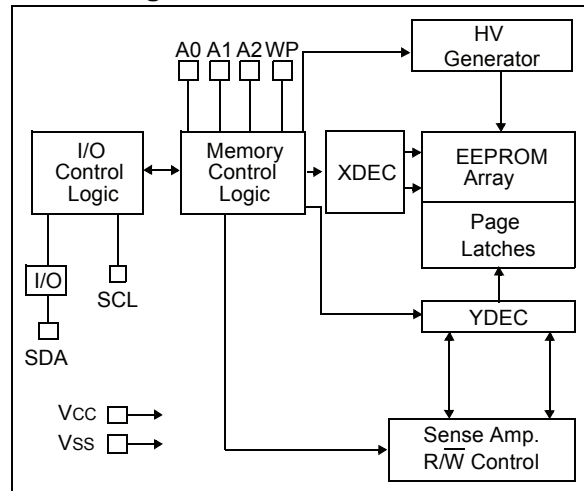 A0 A1 A2 WP
HV
Generator
I/O
Control
Logic
Memory
Control
Logic
XDEC
EEPROM
Array
Page
Latches
I/O
SCL
SDA
YDEC
VCC
VSS
Sense Amp.
R/W̅ Control